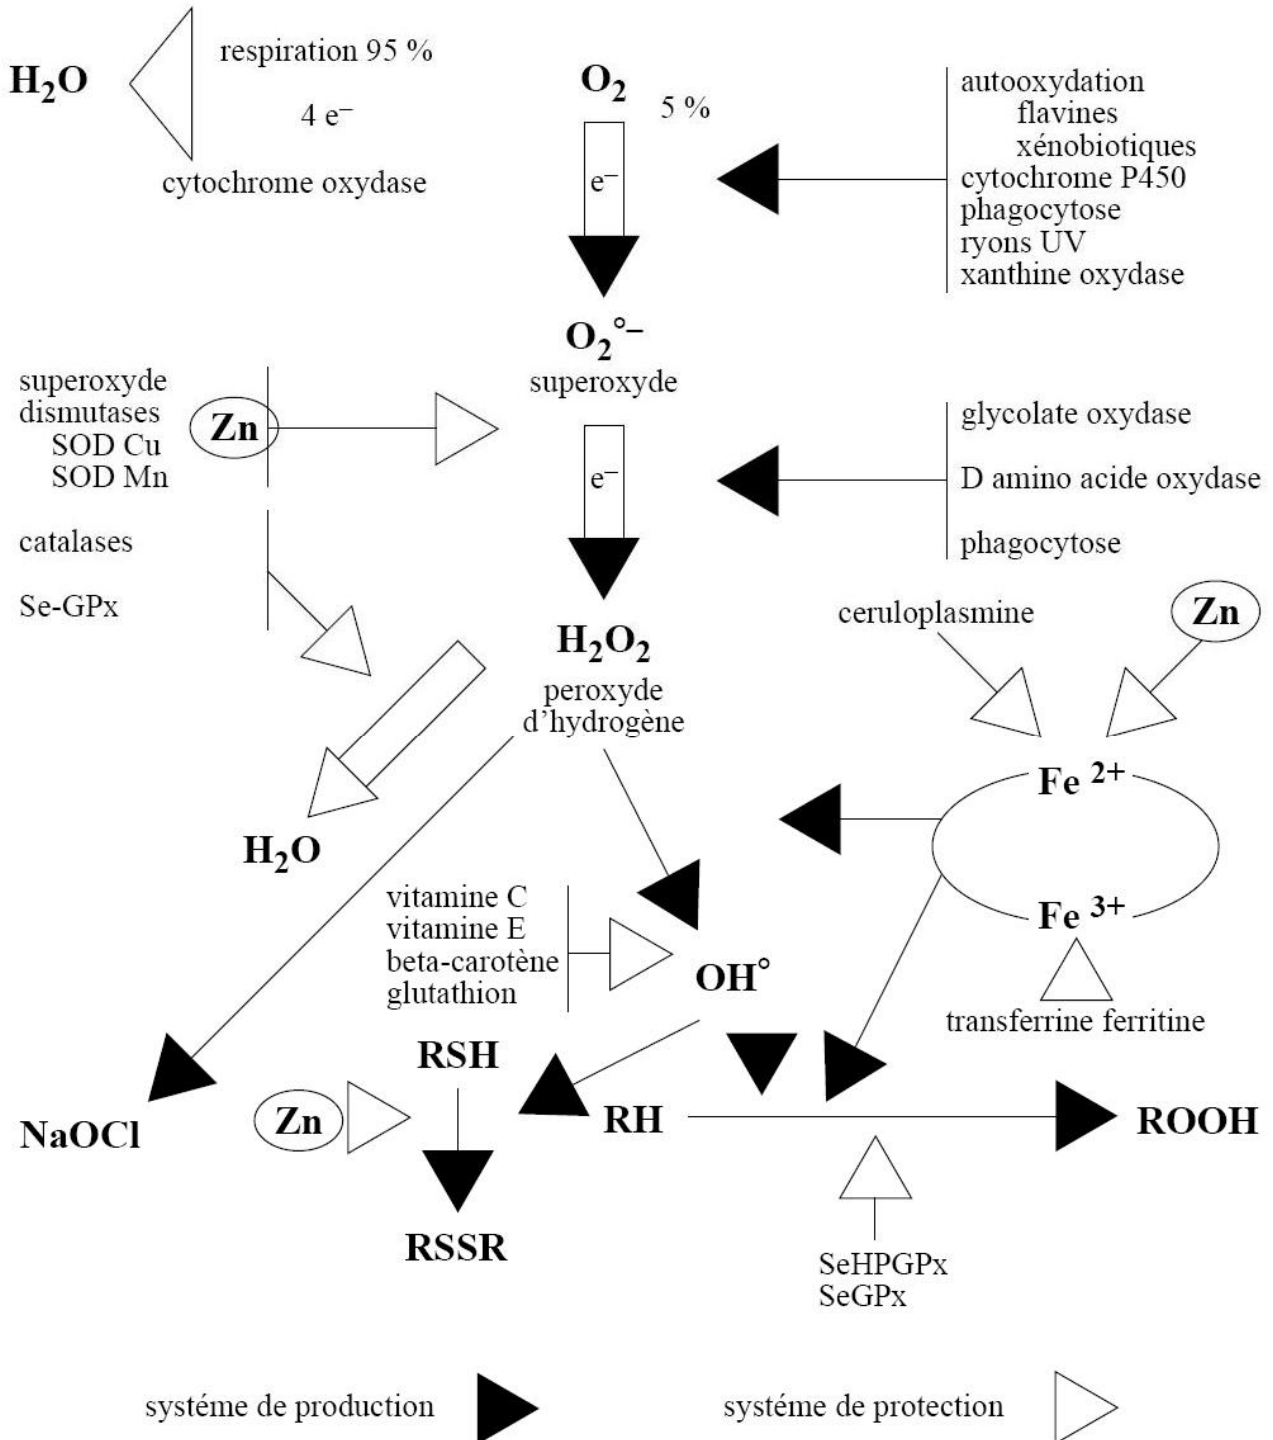 respiration 95 %
H2O
4 e–
cytochrome oxydase
O2
5 %
e–
autooxydation
flavines
xénobiotiques
cytochrome P450
phagocytose
ryons UV
xanthine oxydase
O2°–
superoxyde
superoxyde
dismutases
SOD Cu
SOD Mn
Zn
e–
glycolate oxydase
D amino acide oxydase
phagocytose
catalases
Se-GPx
H2O2
peroxyde
d’hydrogène
ceruloplasmine
Zn
Fe 2+
Fe 3+
transferrine ferritine
H2O
vitamine C
vitamine E
beta-carotène
glutathion
OH°
NaOCl
Zn
RSH
RSSR
RH
ROOH
SeHPGPx
SeGPx
systéme de production
systéme de protection